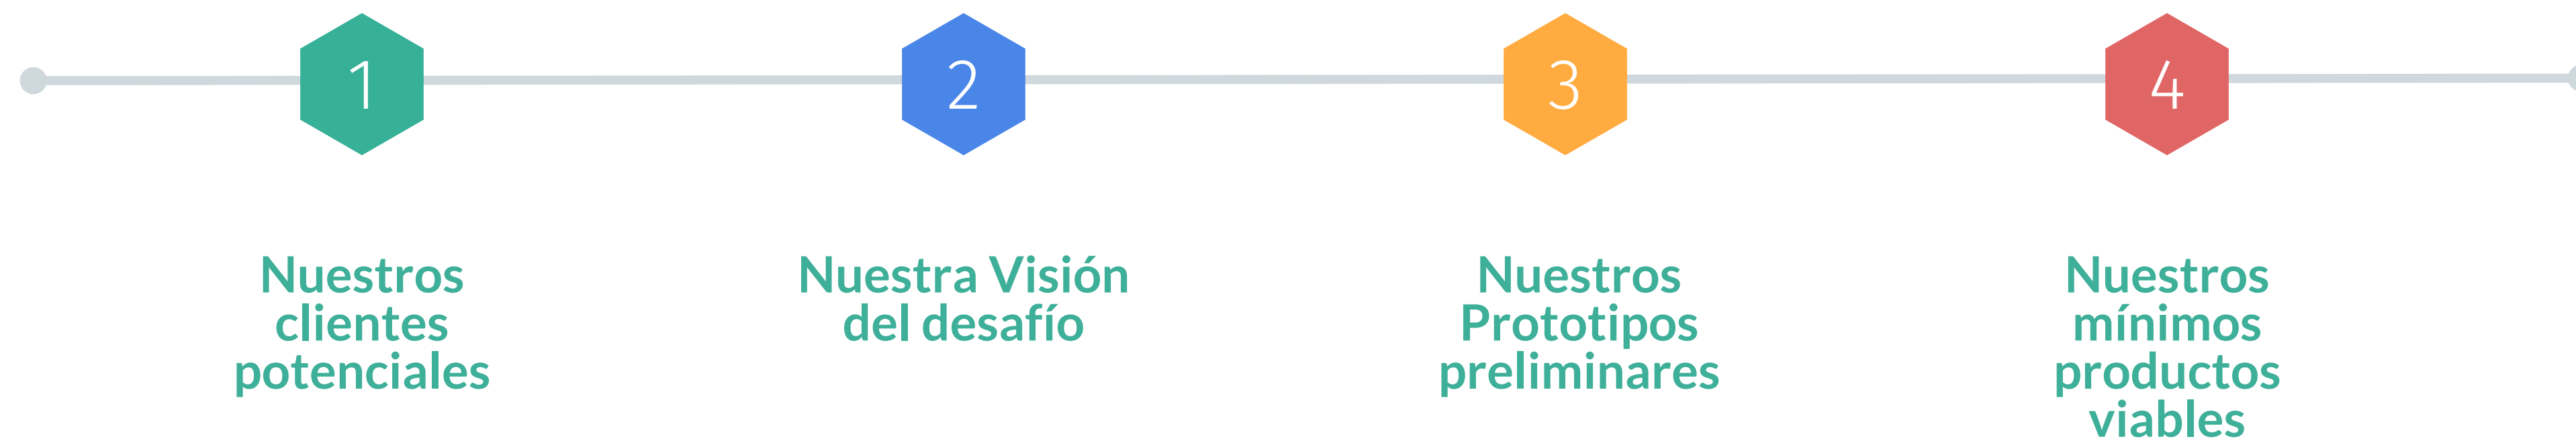 1
2
3
4
Nuestros
clientes
potenciales
Nuestra Visión
del desafío
Nuestros
Prototipos
preliminares
Nuestros
mínimos
productos
viables